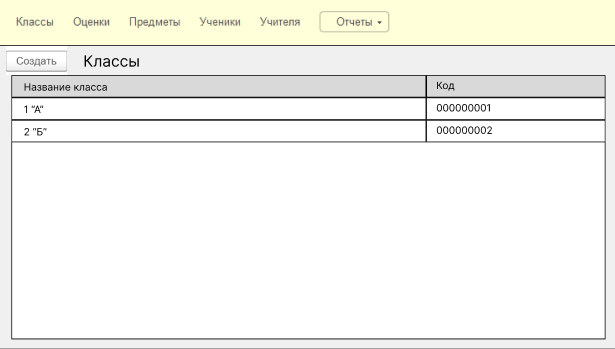 Классы Оценки Предметы Ученики Учителя Отчеты
Создать Классы
Название класса Код
1 "А" 000000001
2 "Б" 000000002